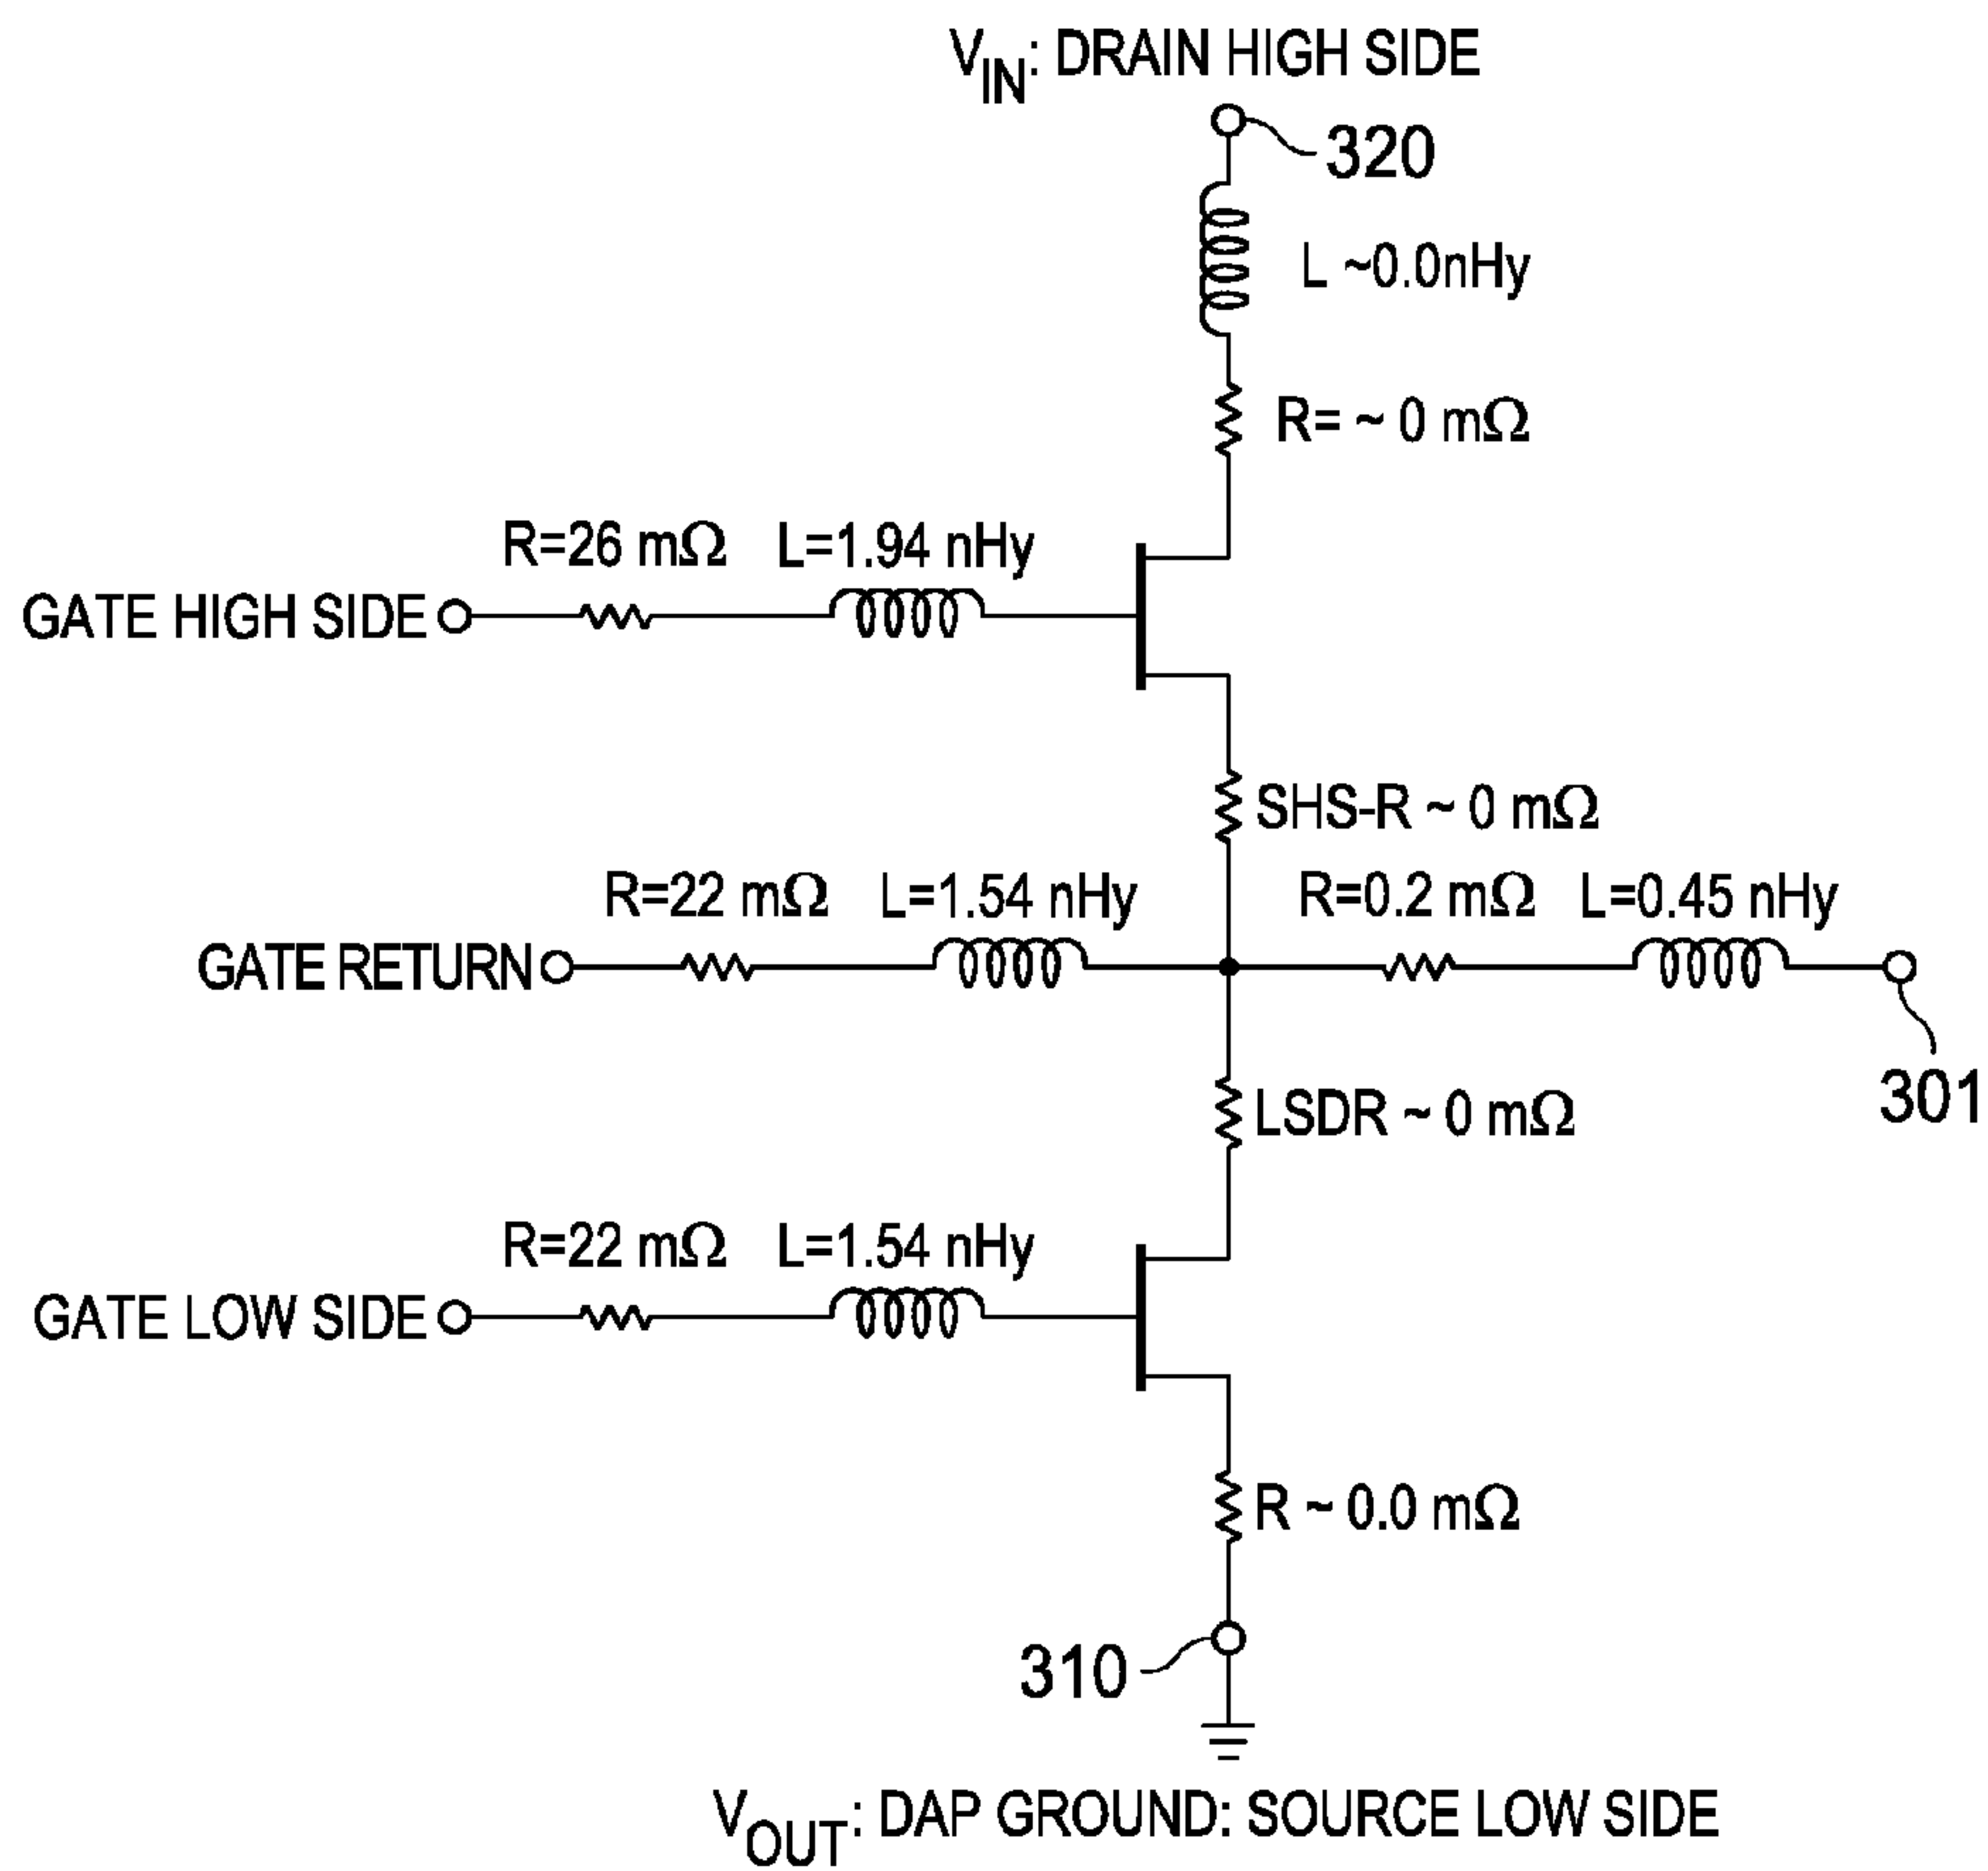 V_IN: DRAIN HIGH SIDE
320
L ~0.0nHy
R= ~ 0 mΩ
R=26 mΩ L=1.94 nHy
GATE HIGH SIDE
SHS-R ~ 0 mΩ
R=22 mΩ L=1.54 nHy R=0.2 mΩ L=0.45 nHy
GATE RETURN
301
LSDR ~ 0 mΩ
R=22 mΩ L=1.54 nHy
GATE LOW SIDE
R ~ 0.0 mΩ
310
V_OUT: DAP GROUND: SOURCE LOW SIDE